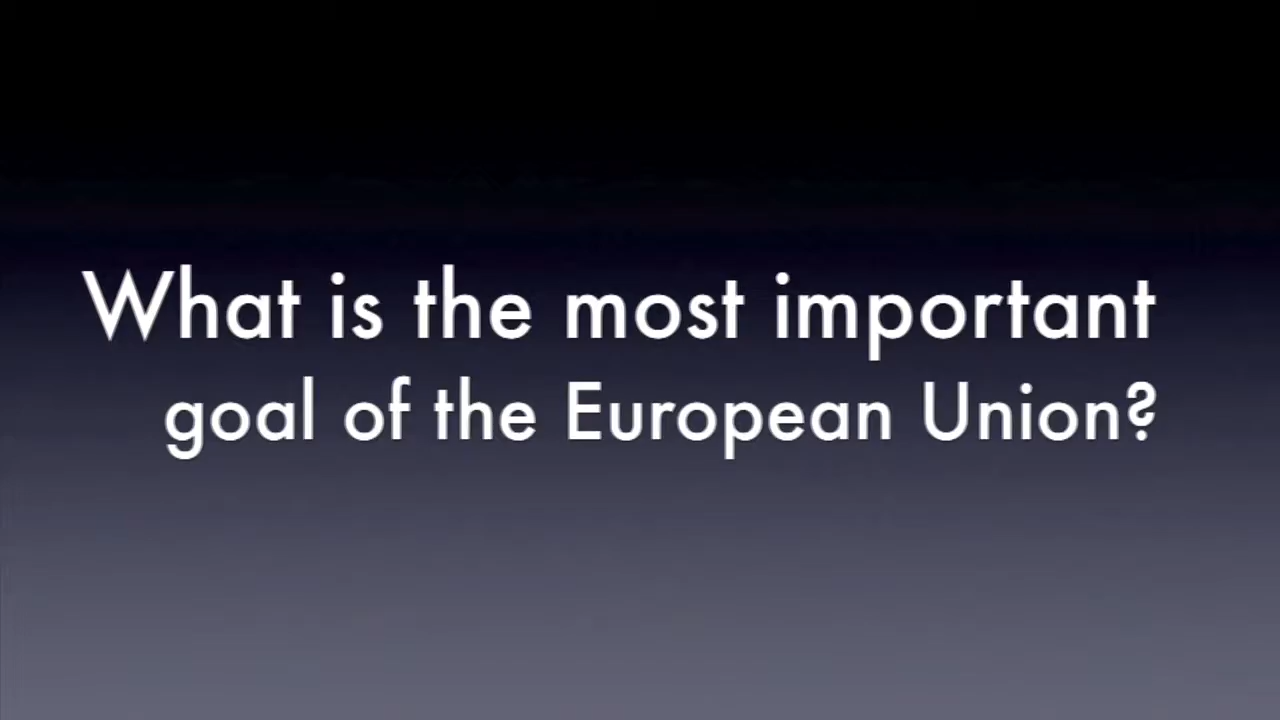 What is the most important
goal of the European Union?